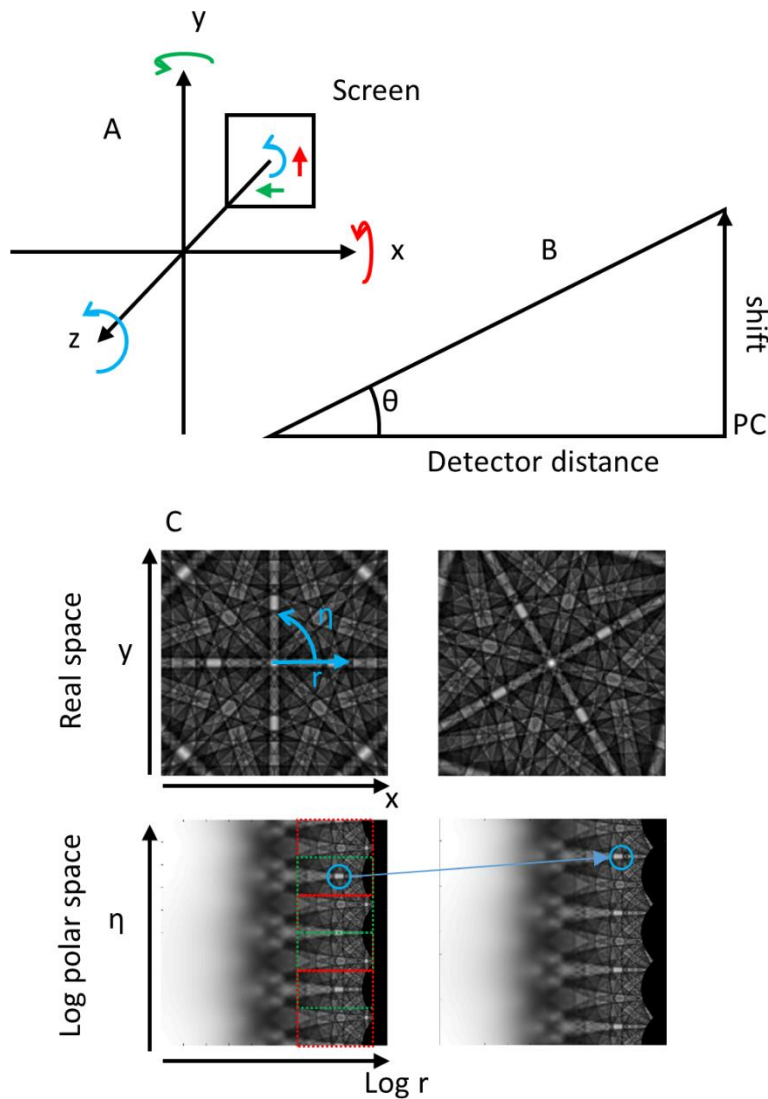 y
Screen
A
x
z
B
θ
shift
PC
Detector distance
C
Real space
y
η
r
x
Log polar space
η
Log r